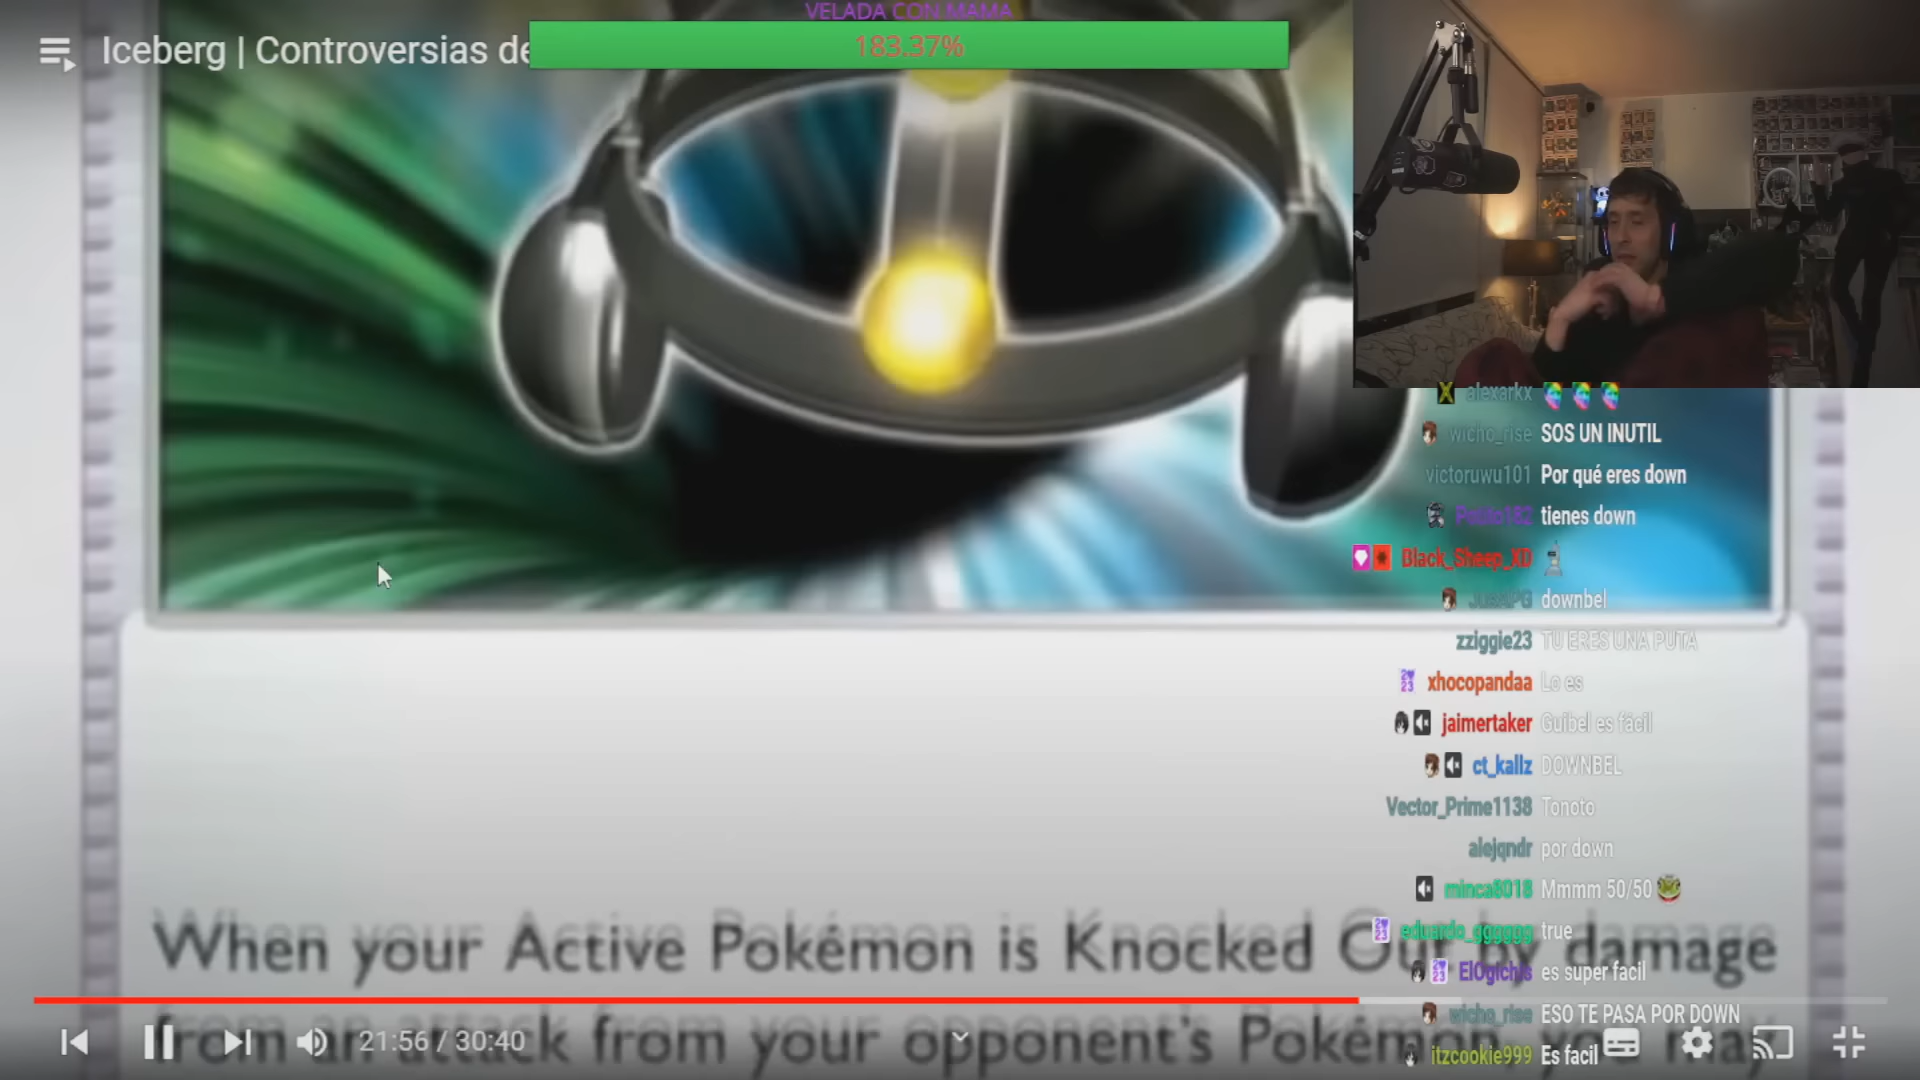 VELADA CON MAMA
183.37%
Iceberg | Controversias de
alexarkx
wicho_rise SOS UN INUTIL
victoruwu101 Por qué eres down
tienes down
Black_Sheep_XD
downbel
zziggie23 TU ERES UNA PUTA
xhocopandaa Lo es
jaimertaker Guibel es fácil
ct_kallz DOWNBEL
Vector_Prime1138 Tonoto
alejqndr por down
minca8018 Mmmm 50/50
eduardo_gggggg true
es super facil
wicho_rise ESO TE PASA POR DOWN
itzcookie999 Es facil
When your Active Pokémon is Knocked Out by damage
from an attack from your opponent's Pokémon, you may
21:56 / 30:40